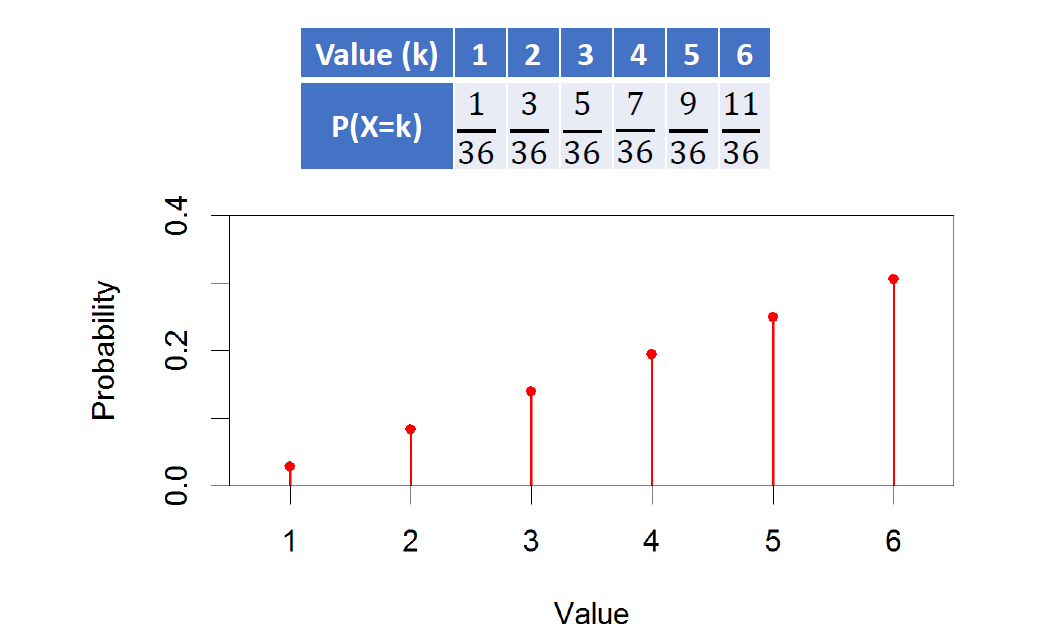 Value (k) 1 2 3 4 5 6
P(X=k) 1/36 3/36 5/36 7/36 9/36 11/36
0.4
0.2
0.0
Probability
1 2 3 4 5 6
Value